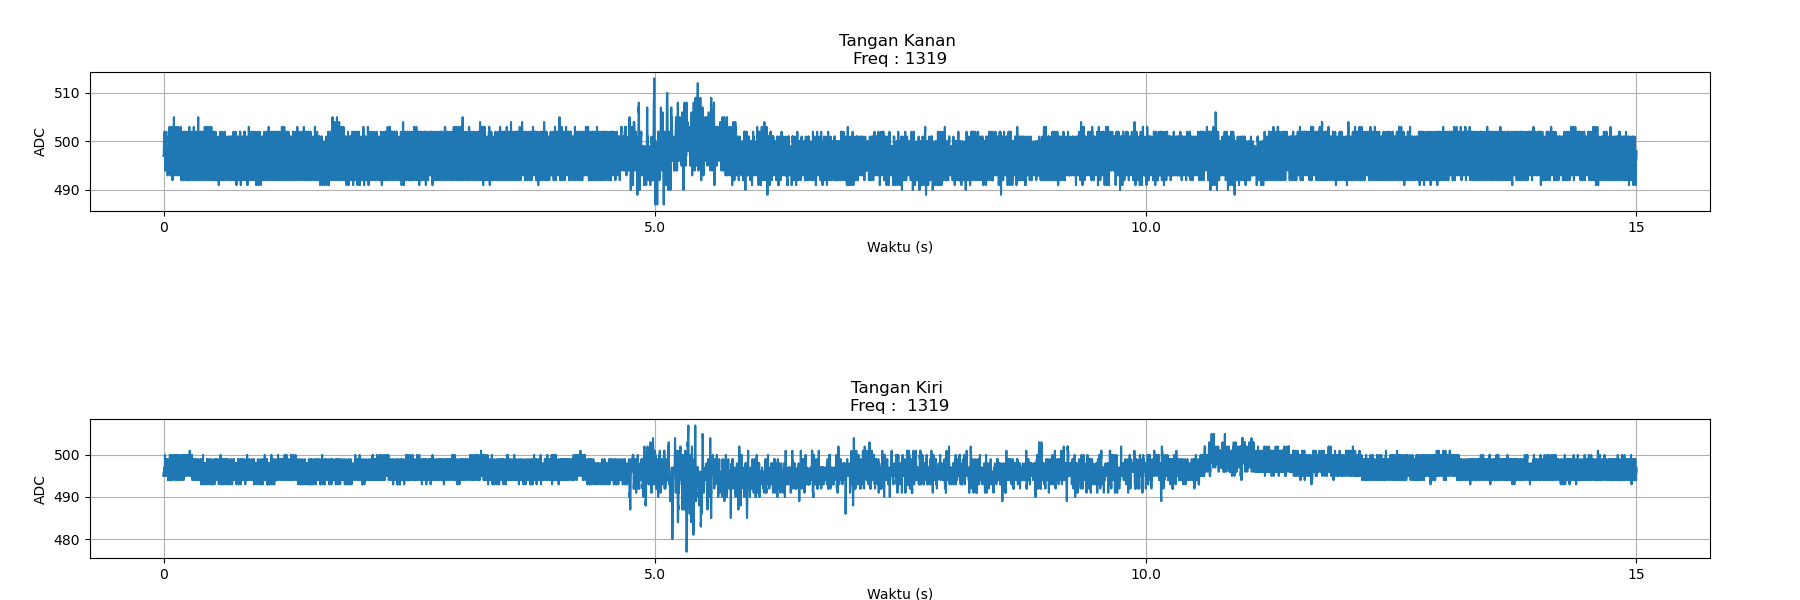 Tangan Kanan
Freq : 1319
510
500
490
ADC
0 5.0 10.0 15
Waktu (s)
Tangan Kiri
Freq :  1319
500
490
480
ADC
0 5.0 10.0 15
Waktu (s)